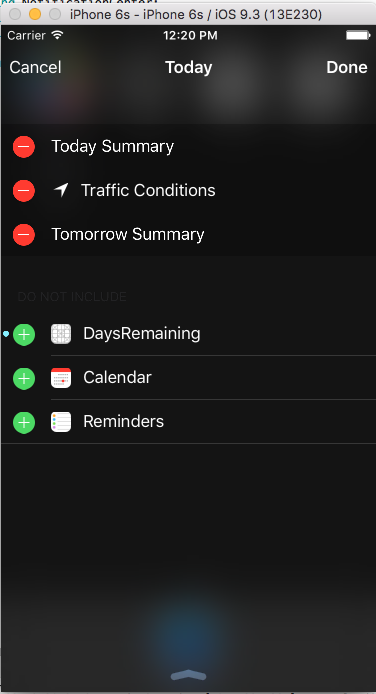 iPhone 6s - iPhone 6s / iOS 9.3 (13E230)
Carrier 12:20 PM
Cancel Today Done
Today Summary
Traffic Conditions
Tomorrow Summary
DO NOT INCLUDE
DaysRemaining
Calendar
Reminders